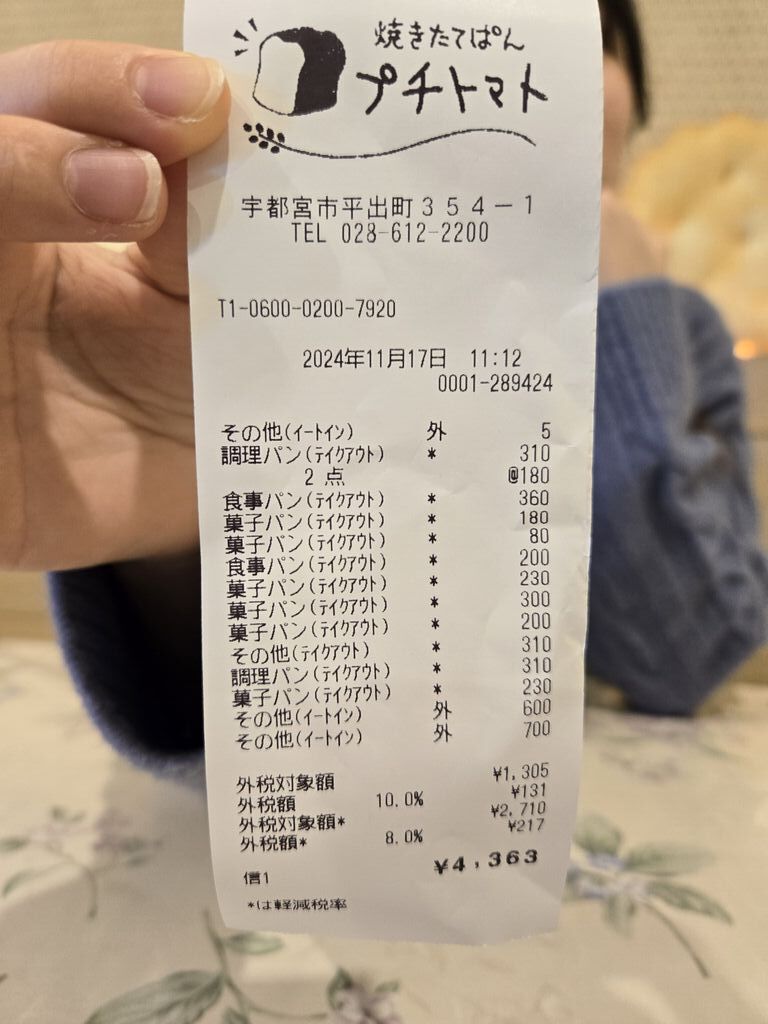 焼きたてぱん
プチトマト
宇都宮市平出町354-1
TEL 028-612-2200
T1-0600-0200-7920
2024年11月17日 11:12
0001-289424
その他(ｲｰﾄｲﾝ) 外 5
調理パン(ﾃｲｸｱｳﾄ) * 310
2 点 @180
食事パン(ﾃｲｸｱｳﾄ) * 360
菓子パン(ﾃｲｸｱｳﾄ) * 180
菓子パン(ﾃｲｸｱｳﾄ) * 80
食事パン(ﾃｲｸｱｳﾄ) * 200
菓子パン(ﾃｲｸｱｳﾄ) * 230
菓子パン(ﾃｲｸｱｳﾄ) * 300
菓子パン(ﾃｲｸｱｳﾄ) * 200
その他(ﾃｲｸｱｳﾄ) * 310
調理パン(ﾃｲｸｱｳﾄ) * 310
菓子パン(ﾃｲｸｱｳﾄ) * 230
その他(ｲｰﾄｲﾝ) 外 600
その他(ｲｰﾄｲﾝ) 外 700
外税対象額 ¥1,305
外税額 10.0% ¥131
外税対象額* ¥2,710
外税額* 8.0% ¥217
¥4,363
信1
*は軽減税率